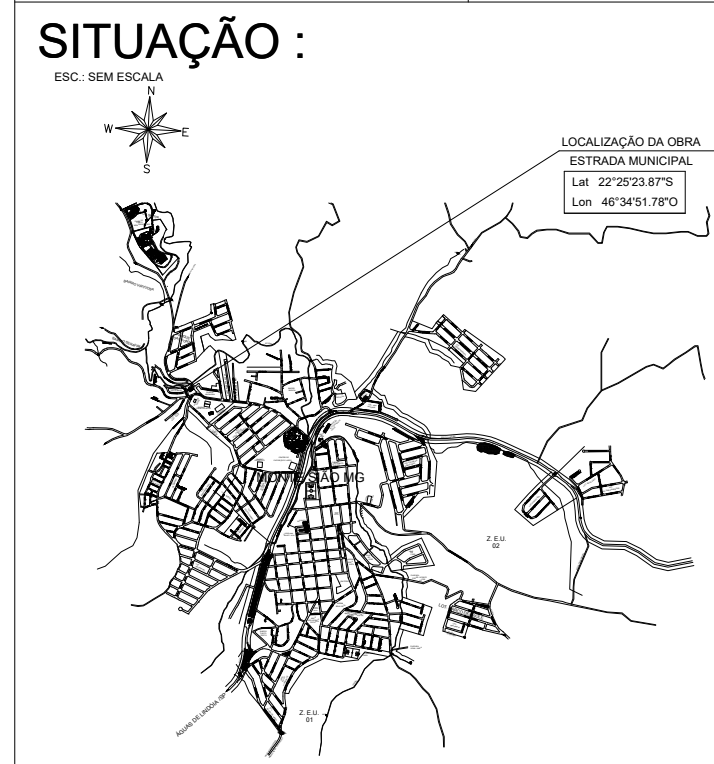 SITUAÇÃO :
ESC.: SEM ESCALA
N
W
E
S
LOCALIZAÇÃO DA OBRA
ESTRADA MUNICIPAL
Lat 22°25'23.87"S
Lon 46°34'51.78"O
MONTE SIÃO MG
Z. E.U.
02
Z. E.U.
01
ÁGUAS DE LINDÓIA /SP